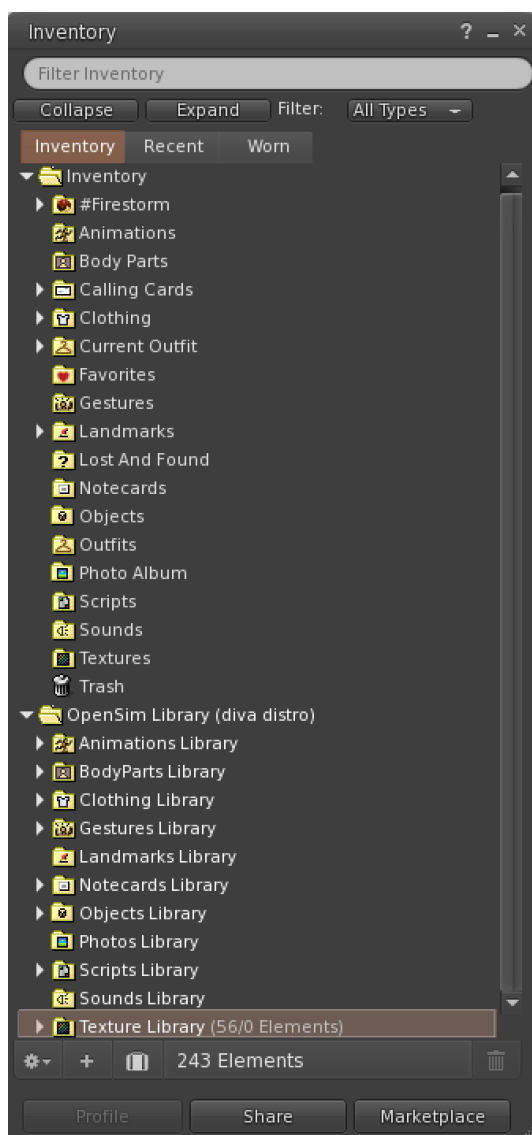 Inventory ? _ ×
Filter Inventory
Collapse Expand Filter: All Types
Inventory Recent Worn
Inventory
#Firestorm
Animations
Body Parts
Calling Cards
Clothing
Current Outfit
Favorites
Gestures
Landmarks
Lost And Found
Notecards
Objects
Outfits
Photo Album
Scripts
Sounds
Textures
Trash
OpenSim Library (diva distro)
Animations Library
BodyParts Library
Clothing Library
Gestures Library
Landmarks Library
Notecards Library
Objects Library
Photos Library
Scripts Library
Sounds Library
Texture Library (56/0 Elements)
+ 243 Elements
Profile Share Marketplace